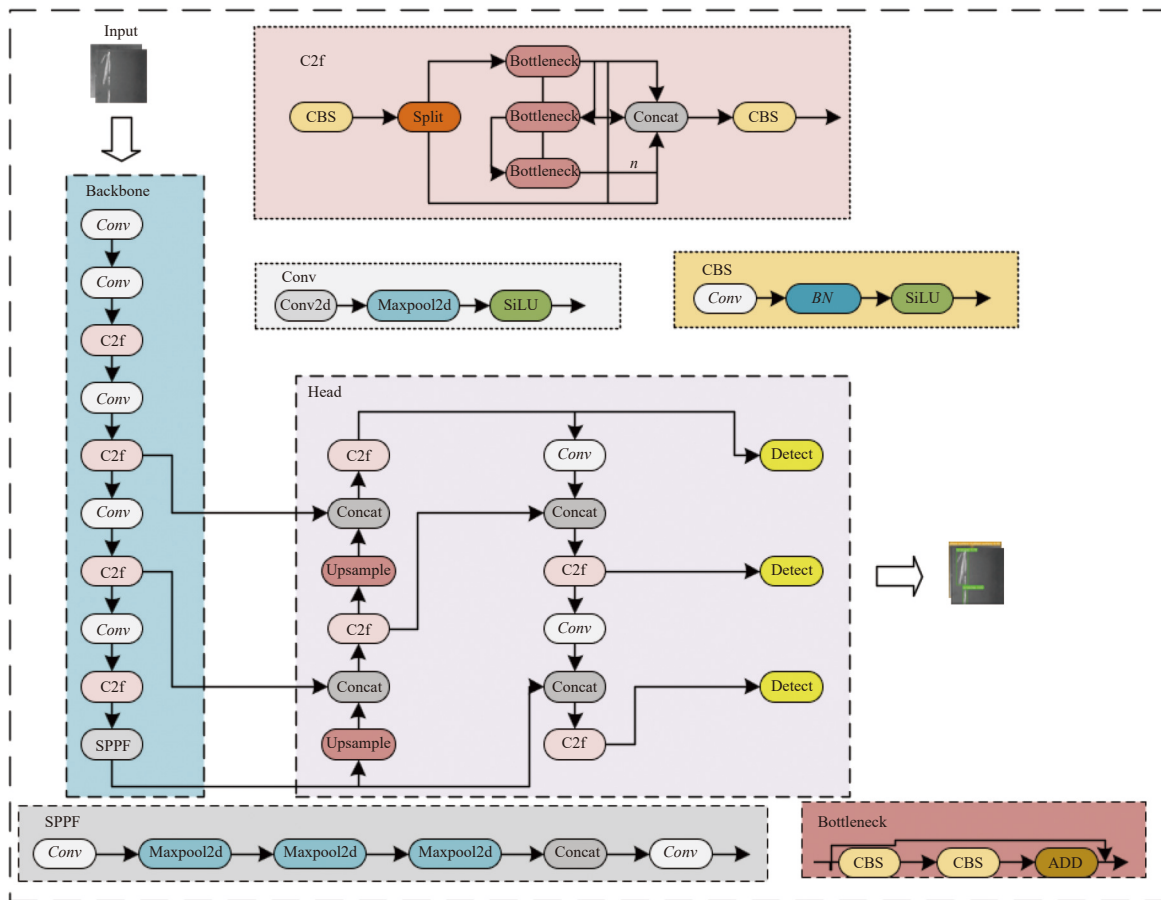 Input
C2f
Bottleneck
CBS Split Bottleneck Concat CBS
Bottleneck n
Backbone
Conv
Conv
C2f
Conv
C2f
Conv
C2f
Conv
C2f
SPPF
Conv
Conv2d Maxpool2d SiLU
CBS
Conv BN SiLU
Head
C2f Conv Detect
Concat Concat
Upsample C2f Detect
C2f Conv
Concat Concat Detect
Upsample C2f
SPPF
Conv Maxpool2d Maxpool2d Maxpool2d Concat Conv
Bottleneck
CBS CBS ADD